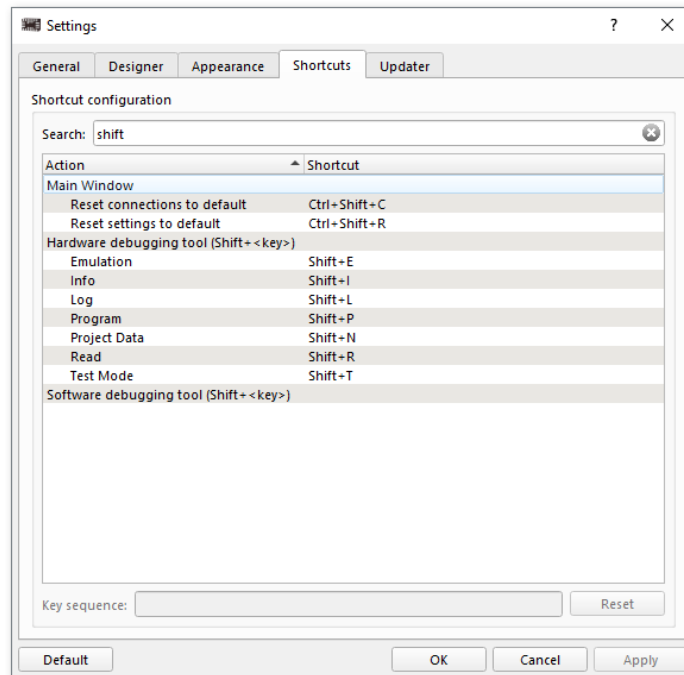 Settings
General Designer Appearance Shortcuts Updater
Shortcut configuration
Search: shift
Action Shortcut
Main Window
Reset connections to default Ctrl+Shift+C
Reset settings to default Ctrl+Shift+R
Hardware debugging tool (Shift+<key>)
Emulation Shift+E
Info Shift+I
Log Shift+L
Program Shift+P
Project Data Shift+N
Read Shift+R
Test Mode Shift+T
Software debugging tool (Shift+<key>)
Key sequence: Reset
Default OK Cancel Apply